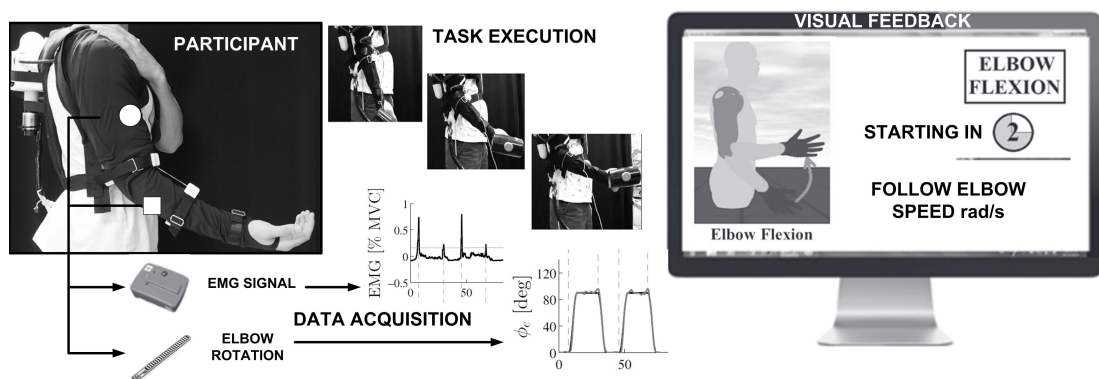 PARTICIPANT
TASK EXECUTION
VISUAL FEEDBACK
ELBOW
FLEXION
STARTING IN 2
FOLLOW ELBOW
SPEED rad/s
Elbow Flexion
EMG SIGNAL
EMG [% MVC]
1
0.5
0
−0.5
50
DATA ACQUISITION
ELBOW
ROTATION
ϕe [deg]
120
80
40
0
0
50